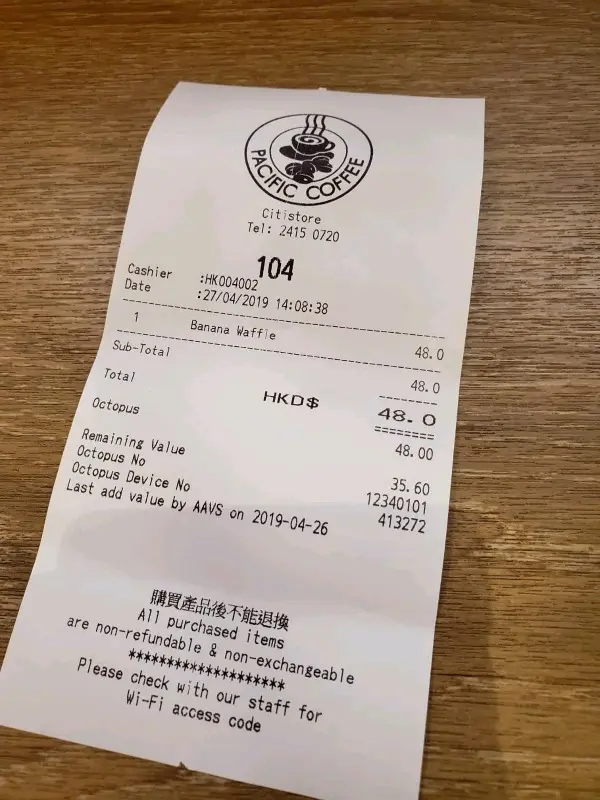 PACIFIC COFFEE
Citistore
Tel: 2415 0720
104
Cashier :HK004002
Date :27/04/2019 14:08:38
1 Banana Waffle 48.0
Sub-Total 48.0
Total HKD$ 48.0
Octopus 48.00
Remaining Value 35.60
Octopus No 12340101
Octopus Device No 413272
Last add value by AAVS on 2019-04-26
購買產品後不能退換
All purchased items
are non-refundable & non-exchangeable
********************
Please check with our staff for
Wi-Fi access code